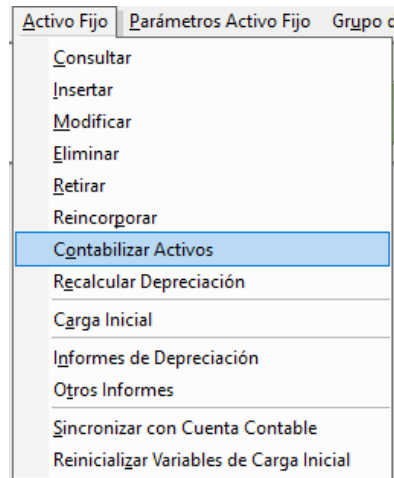 Activo Fijo Parámetros Activo Fijo Grupo
Consultar
Insertar
Modificar
Eliminar
Retirar
Reincorporar
Contabilizar Activos
Recalcular Depreciación
Carga Inicial
Informes de Depreciación
Otros Informes
Sincronizar con Cuenta Contable
Reinicializar Variables de Carga Inicial